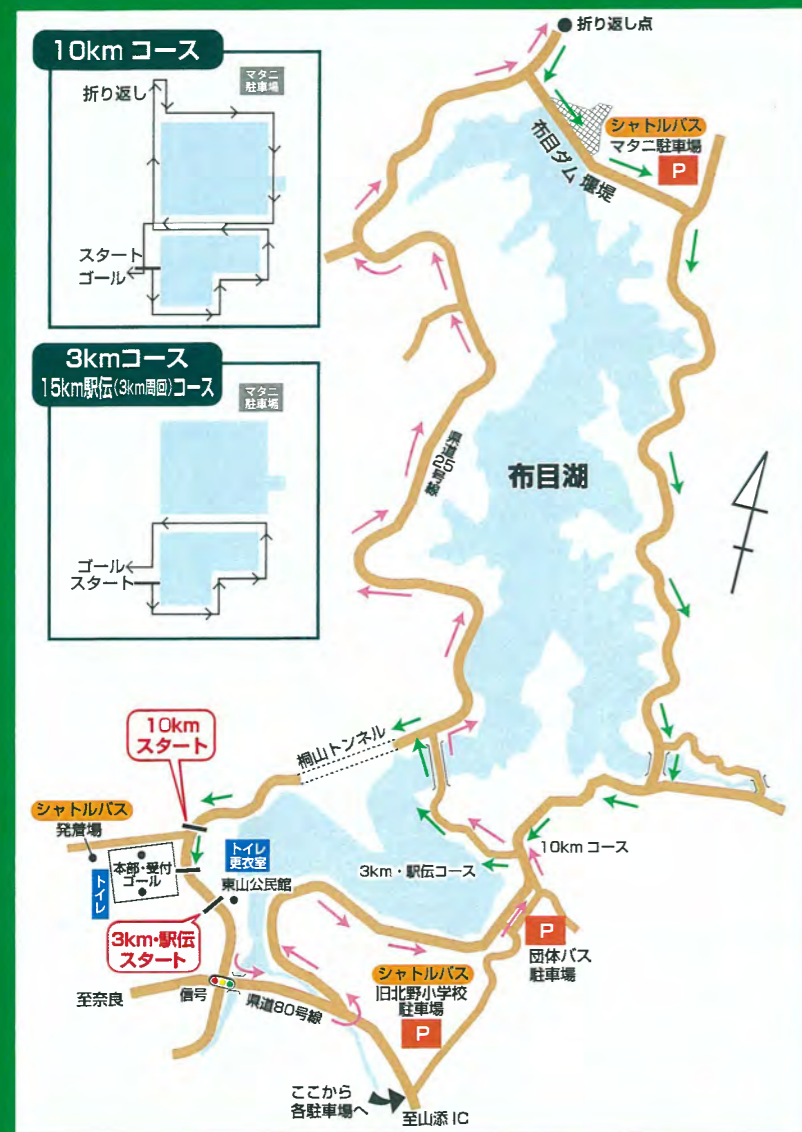 10km コース
マタニ
駐車場
折り返し
スタート
ゴール
3kmコース
15km駅伝(3km周回)コース
マタニ
駐車場
ゴール
スタート
折り返し点
シャトルバス
マタニ駐車場
P
布目ダム 堰堤
県道25号線
布目湖
桐山トンネル
10km
スタート
シャトルバス
発着場
本部・受付
ゴール
トイレ
トイレ
更衣室
東山公民館
3km・駅伝
スタート
10km コース
3km・駅伝コース
P
団体バス
駐車場
シャトルバス
旧北野小学校
駐車場
P
至奈良
信号
県道80号線
ここから
各駐車場へ
至山添 IC